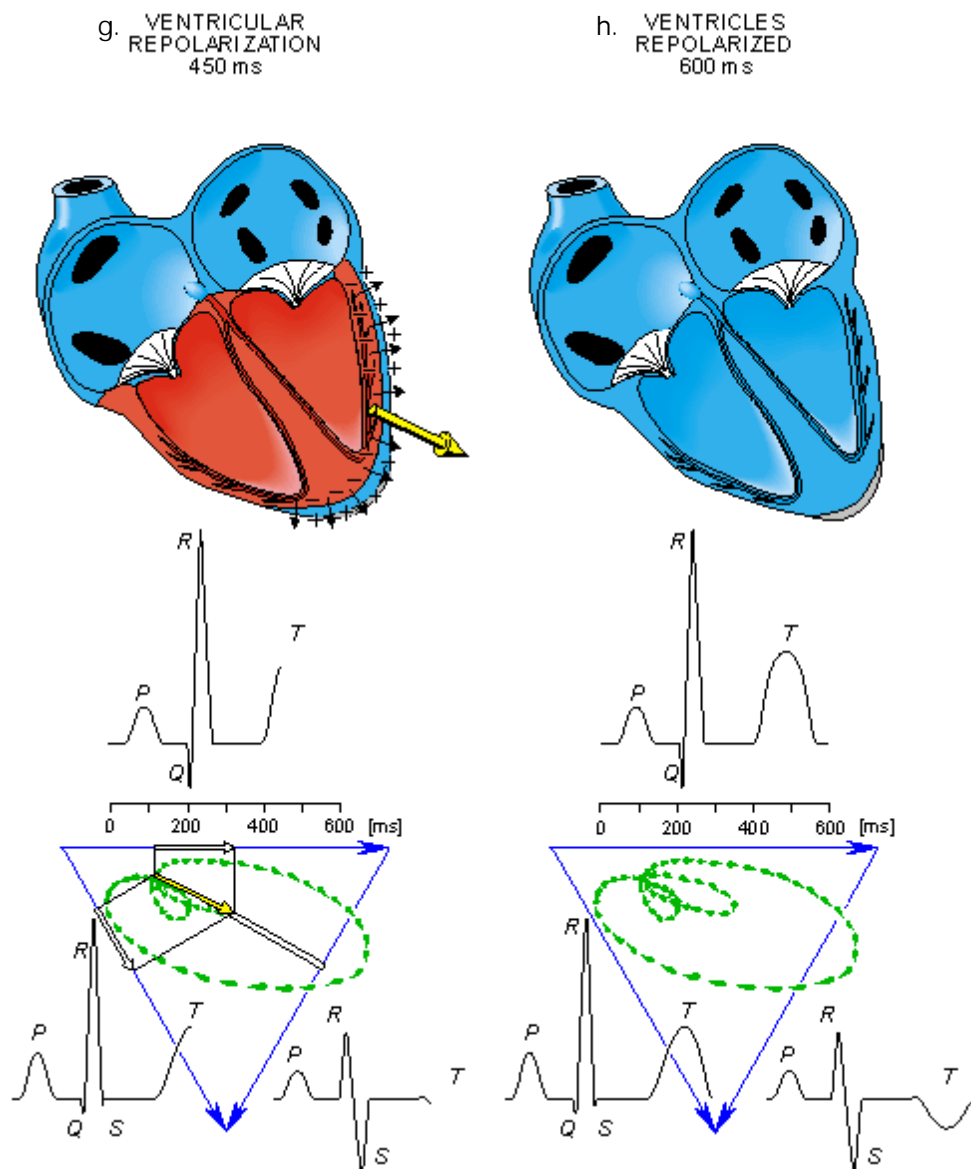 g. VENTRICULAR
REPOLARIZATION
450 ms
h. VENTRICLES
REPOLARIZED
600 ms
R
T
P
Q
R
T
P
Q
0 200 400 600 [ms]
0 200 400 600 [ms]
R
P
T
Q S
R
P
T
S
R
P
T
Q S
R
P
T
S